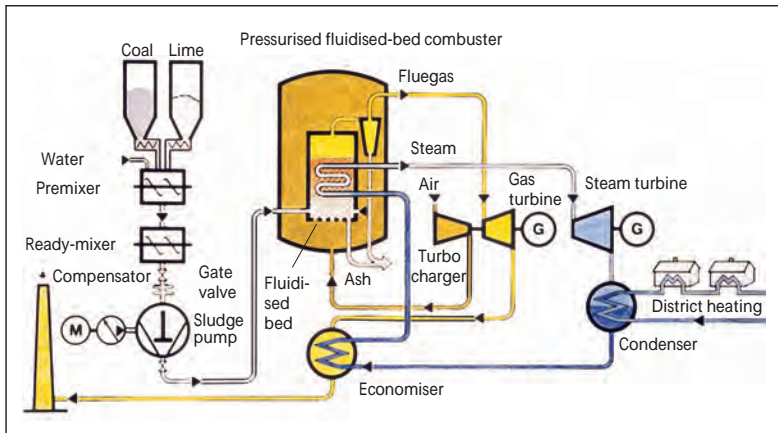 Pressurised fluidised-bed combuster
Coal
Lime
Water
Premixer
Ready-mixer
Compensator
Gate
valve
M
Sludge
pump
Fluegas
Steam
Air
Gas
turbine
G
Steam turbine
G
Turbo
charger
Ash
Fluidi-
sed
bed
District heating
Condenser
Economiser